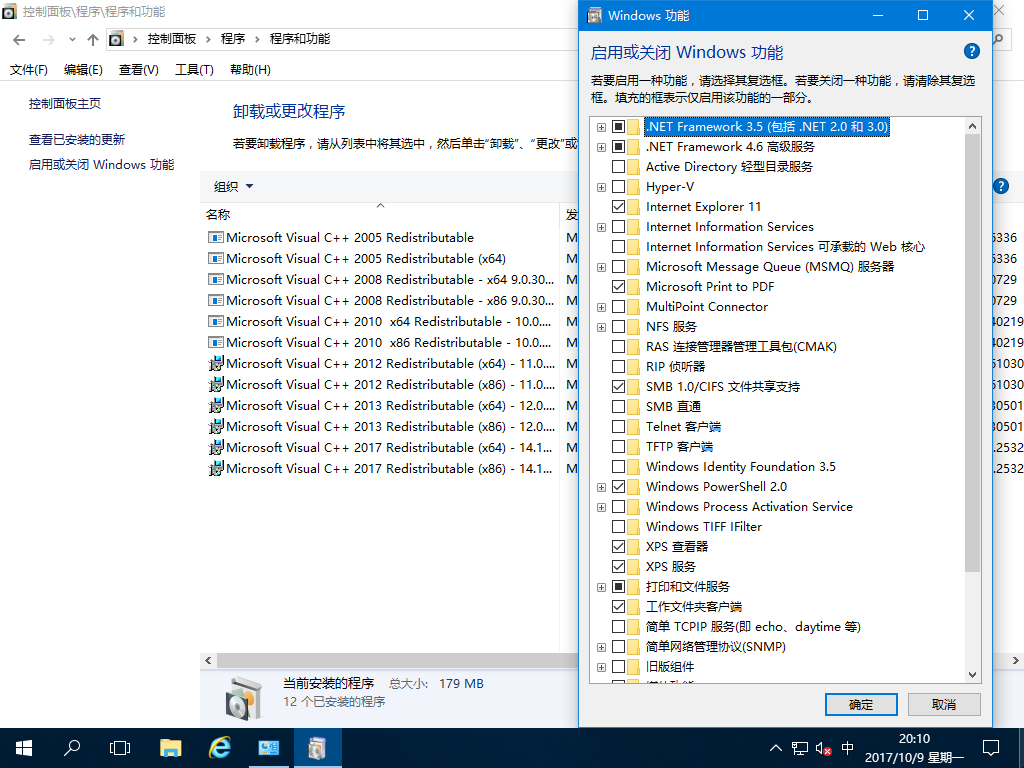 控制面板\程序\程序和功能
控制面板 程序 程序和功能
文件(F) 编辑(E) 查看(V) 工具(T) 帮助(H)
控制面板主页
查看已安装的更新
启用或关闭 Windows 功能
卸载或更改程序
若要卸载程序，请从列表中将其选中，然后单击“卸载”、“更改”或
组织
名称
发
Microsoft Visual C++ 2005 Redistributable M 6336
Microsoft Visual C++ 2005 Redistributable (x64) M 6336
Microsoft Visual C++ 2008 Redistributable - x64 9.0.30... M 0729
Microsoft Visual C++ 2008 Redistributable - x86 9.0.30... M 0729
Microsoft Visual C++ 2010  x64 Redistributable - 10.0.... M 40219
Microsoft Visual C++ 2010  x86 Redistributable - 10.0.... M 40219
Microsoft Visual C++ 2012 Redistributable (x64) - 11.0.... M 61030
Microsoft Visual C++ 2012 Redistributable (x86) - 11.0.... M 61030
Microsoft Visual C++ 2013 Redistributable (x64) - 12.0.... M 30501
Microsoft Visual C++ 2013 Redistributable (x86) - 12.0.... M 30501
Microsoft Visual C++ 2017 Redistributable (x64) - 14.1... M .2532
Microsoft Visual C++ 2017 Redistributable (x86) - 14.1... M .2532
当前安装的程序 总大小: 179 MB
12 个已安装的程序
Windows 功能
启用或关闭 Windows 功能
若要启用一种功能，请选择其复选框。若要关闭一种功能，请清除其复选
框。填充的框表示仅启用该功能的一部分。
.NET Framework 3.5 (包括 .NET 2.0 和 3.0)
.NET Framework 4.6 高级服务
Active Directory 轻型目录服务
Hyper-V
Internet Explorer 11
Internet Information Services
Internet Information Services 可承载的 Web 核心
Microsoft Message Queue (MSMQ) 服务器
Microsoft Print to PDF
MultiPoint Connector
NFS 服务
RAS 连接管理器管理工具包(CMAK)
RIP 侦听器
SMB 1.0/CIFS 文件共享支持
SMB 直通
Telnet 客户端
TFTP 客户端
Windows Identity Foundation 3.5
Windows PowerShell 2.0
Windows Process Activation Service
Windows TIFF IFilter
XPS 查看器
XPS 服务
打印和文件服务
工作文件夹客户端
简单 TCPIP 服务(即 echo、daytime 等)
简单网络管理协议(SNMP)
旧版组件
确定 取消
中
20:10
2017/10/9 星期一